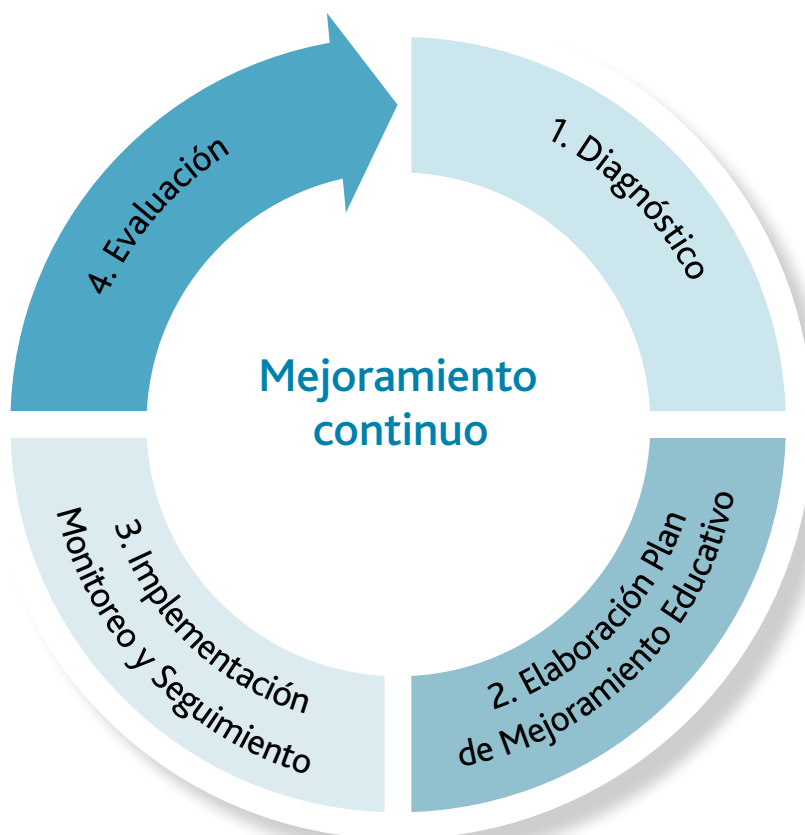 Mejoramiento
continuo
1. Diagnóstico
2. Elaboración Plan
de Mejoramiento Educativo
3. Implementación
Monitoreo y Seguimiento
4. Evaluación